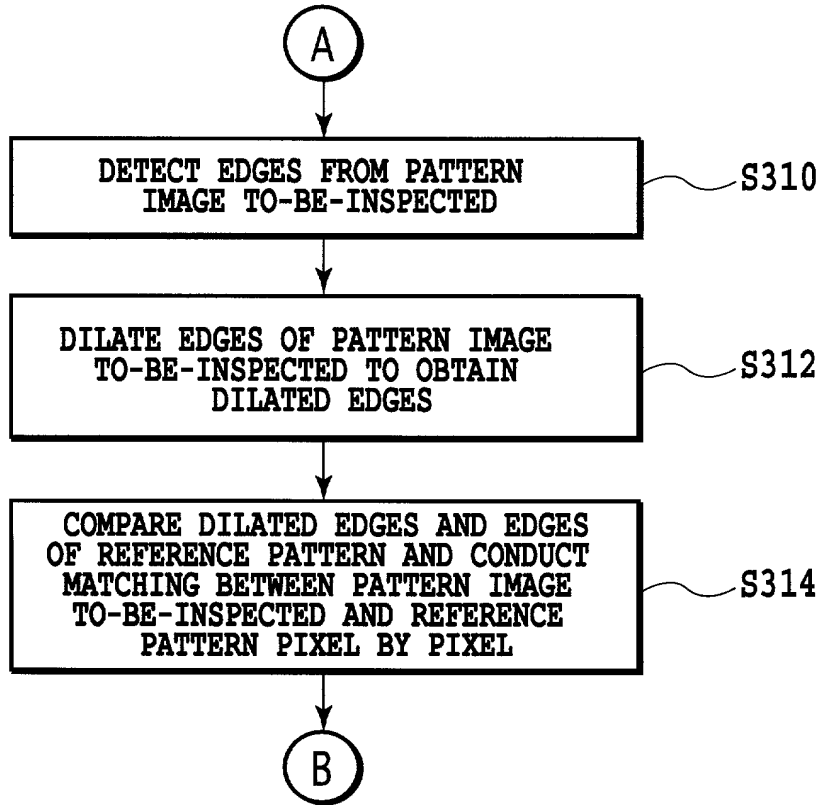 A
DETECT EDGES FROM PATTERN
IMAGE TO-BE-INSPECTED
S310
DILATE EDGES OF PATTERN IMAGE
TO-BE-INSPECTED TO OBTAIN
DILATED EDGES
S312
COMPARE DILATED EDGES AND EDGES
OF REFERENCE PATTERN AND CONDUCT
MATCHING BETWEEN PATTERN IMAGE
TO-BE-INSPECTED AND REFERENCE
PATTERN PIXEL BY PIXEL
S314
B